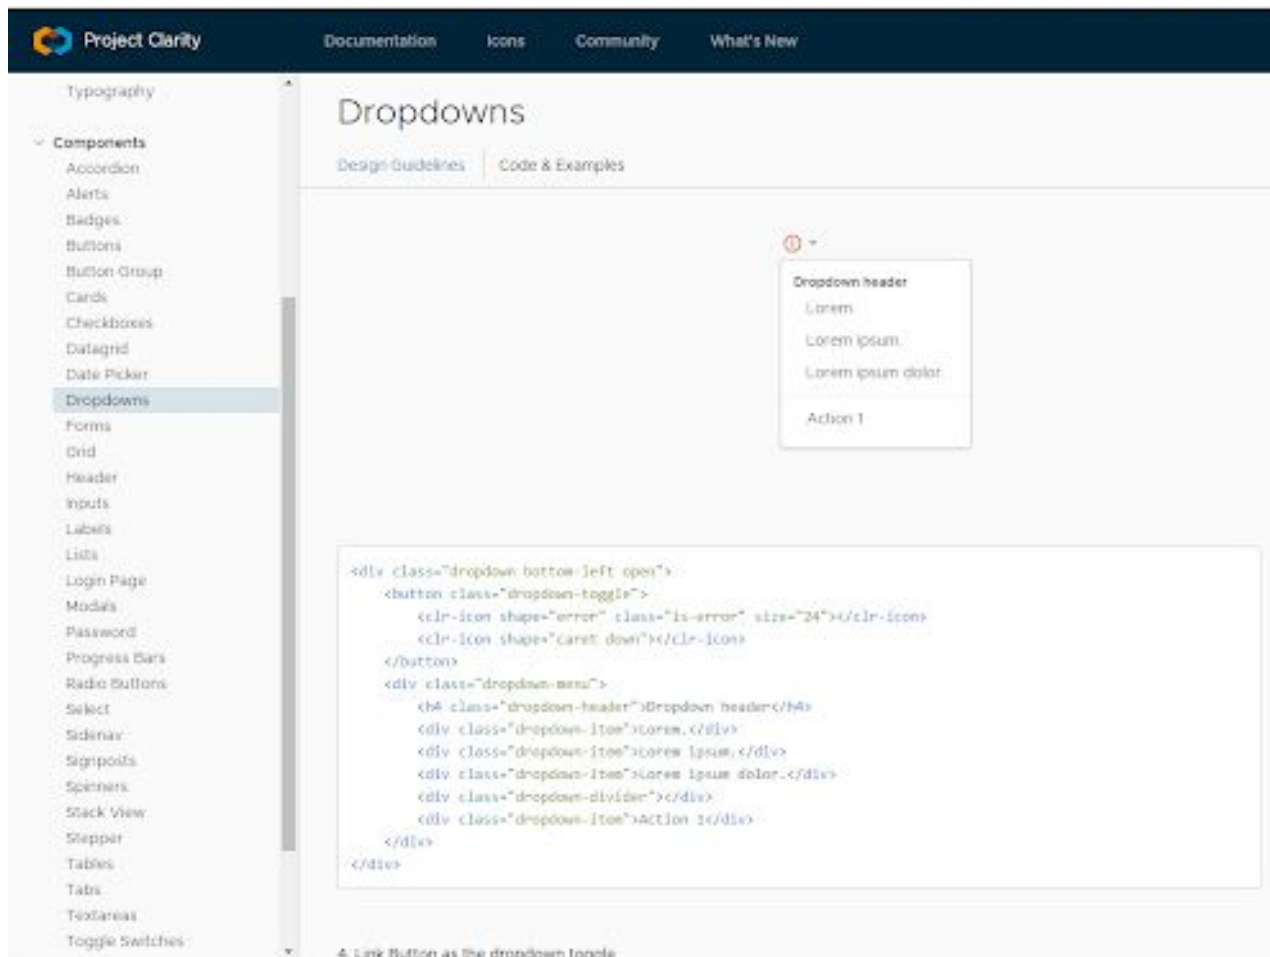 Project Clarity
Documentation
Icons
Community
What's New
Typography
Components
Accordion
Alerts
Badges
Buttons
Button Group
Cards
Checkboxes
Datagrid
Date Picker
Dropdowns
Forms
Grid
Header
Inputs
Labels
Lists
Login Page
Modals
Password
Progress Bars
Radio Buttons
Select
Sidenav
Signposts
Spinners
Stack View
Stepper
Tables
Tabs
Textareas
Toggle Switches
Dropdowns
Design Guidelines
Code & Examples
Dropdown header
Lorem.
Lorem ipsum.
Lorem ipsum dolor.
Action 1
<div class="dropdown bottom-left open">
<button class="dropdown-toggle">
<clr-icon shape="error" class="is-error" size="24"></clr-icon>
<clr-icon shape="caret down"></clr-icon>
</button>
<div class="dropdown-menu">
<h4 class="dropdown-header">Dropdown header</h4>
<div class="dropdown-item">Lorem.</div>
<div class="dropdown-item">Lorem ipsum.</div>
<div class="dropdown-item">Lorem ipsum dolor.</div>
<div class="dropdown-divider"></div>
<div class="dropdown-item">Action 1</div>
</div>
</div>
4. Link Button as the dropdown toggle